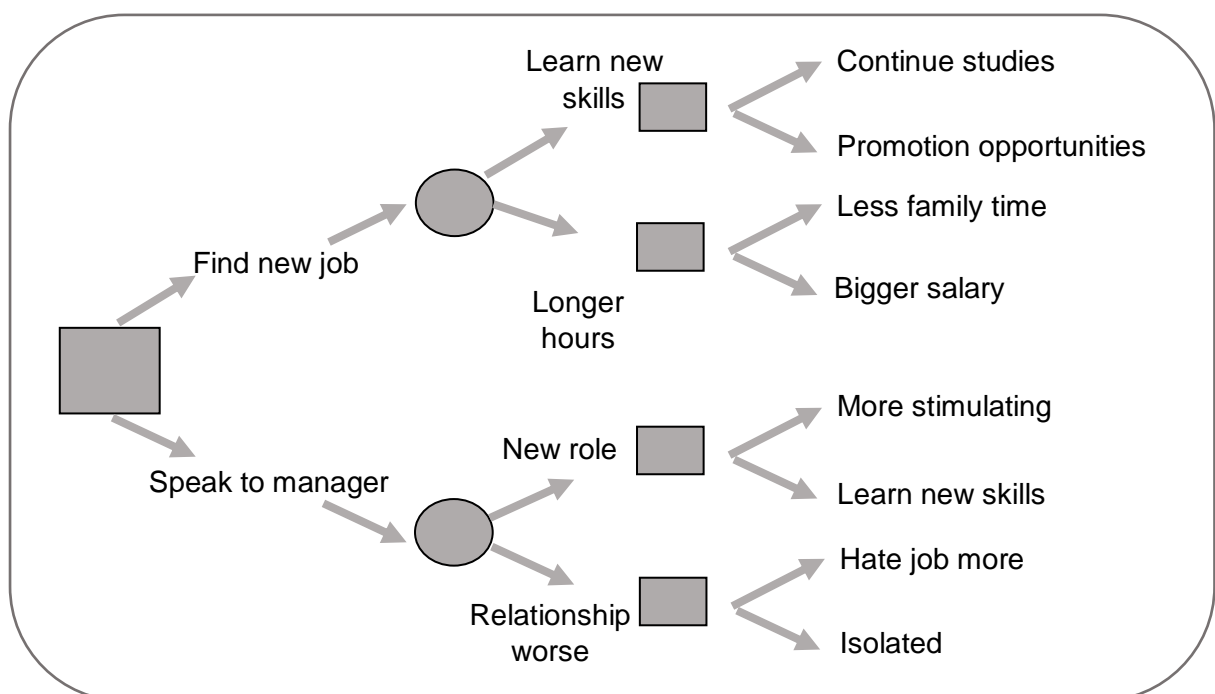 Learn new
skills
Continue studies
Promotion opportunities
Less family time
Find new job
Bigger salary
Longer
hours
More stimulating
New role
Speak to manager
Learn new skills
Hate job more
Relationship
worse
Isolated